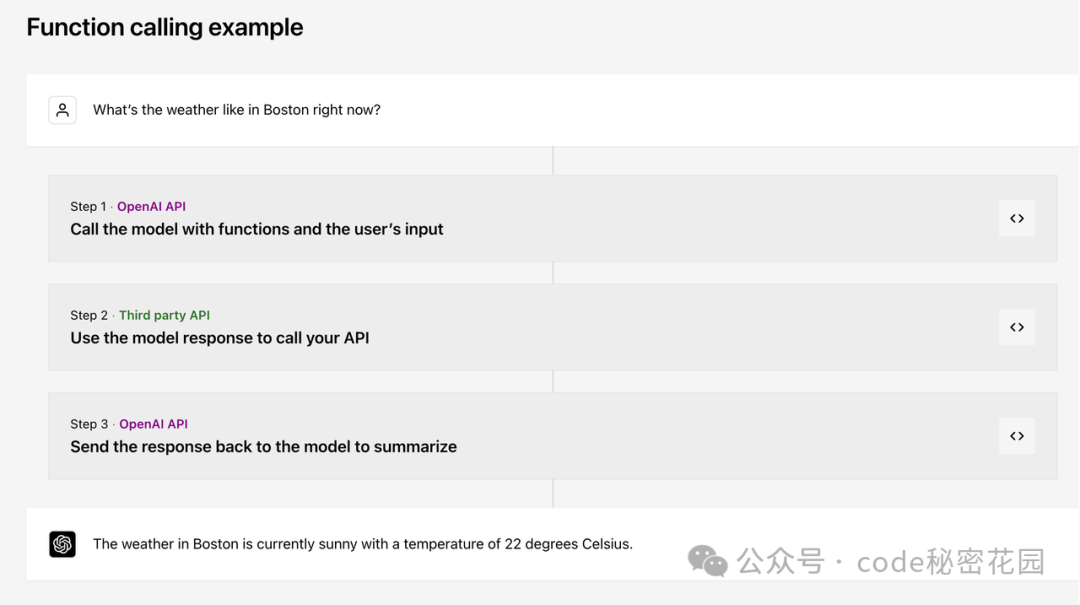 Function calling example
What’s the weather like in Boston right now?
Step 1 · OpenAI API
Call the model with functions and the user’s input
<>
Step 2 · Third party API
Use the model response to call your API
<>
Step 3 · OpenAI API
Send the response back to the model to summarize
<>
The weather in Boston is currently sunny with a temperature of 22 degrees Celsius.
公众号 · code秘密花园